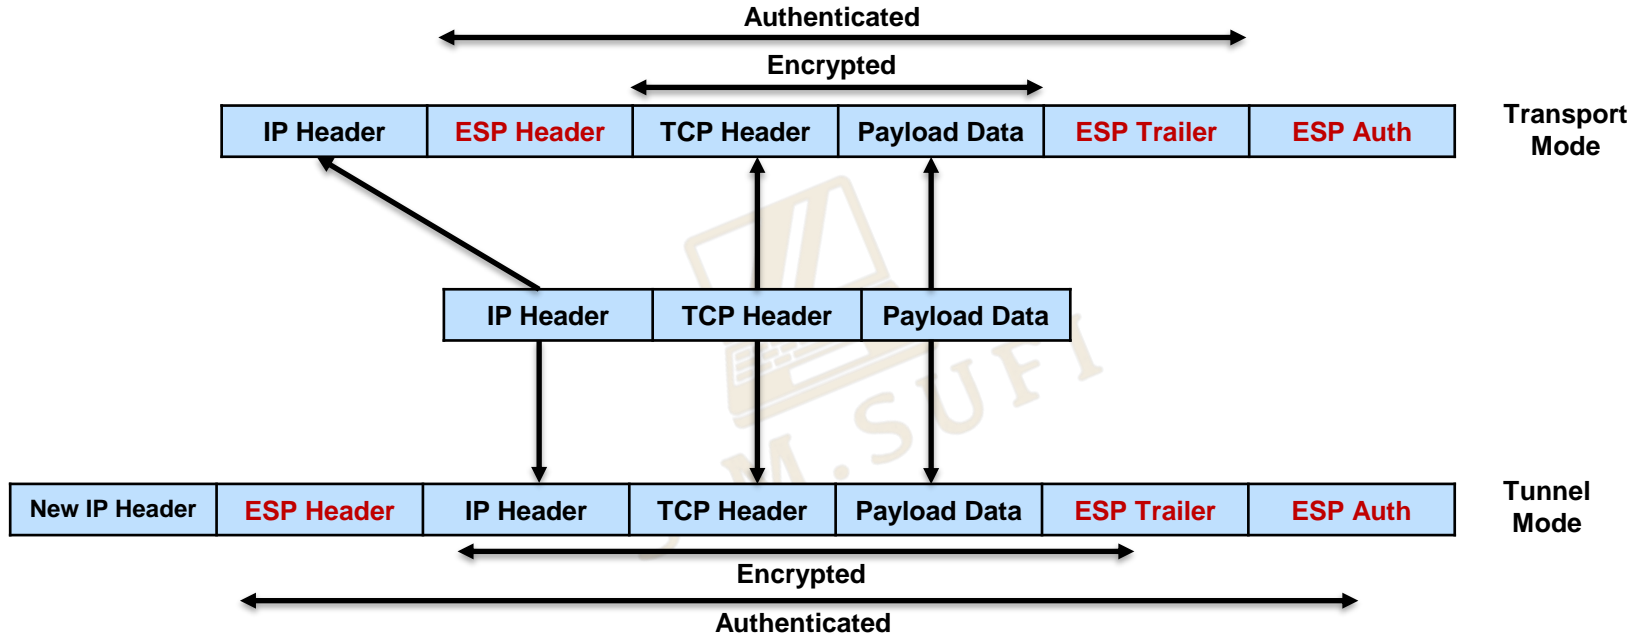 Authenticated
Encrypted
IP Header ESP Header TCP Header Payload Data ESP Trailer ESP Auth
Transport
Mode
IP Header TCP Header Payload Data
M.SUFI
New IP Header ESP Header IP Header TCP Header Payload Data ESP Trailer ESP Auth
Tunnel
Mode
Encrypted
Authenticated